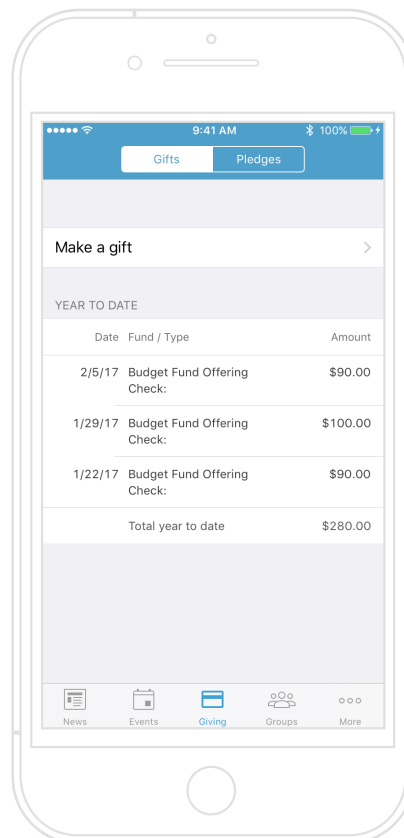 9:41 AM 100%
Gifts Pledges
Make a gift
YEAR TO DATE
Date Fund / Type Amount
2/5/17 Budget Fund Offering $90.00
Check:
1/29/17 Budget Fund Offering $100.00
Check:
1/22/17 Budget Fund Offering $90.00
Check:
Total year to date $280.00
News Events Giving Groups More